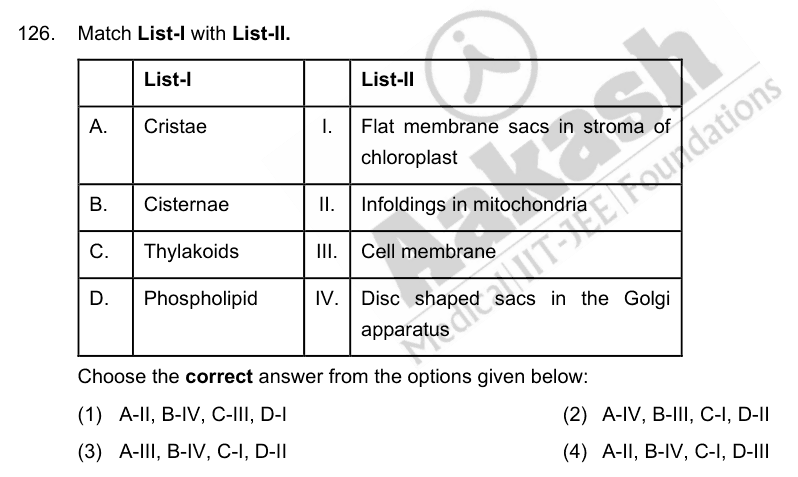 126. Match List-I with List-II.
List-I List-II
A. Cristae I. Flat membrane sacs in stroma of
chloroplast
B. Cisternae II. Infoldings in mitochondria
C. Thylakoids III. Cell membrane
D. Phospholipid IV. Disc shaped sacs in the Golgi
apparatus
Choose the correct answer from the options given below:
(1) A-II, B-IV, C-III, D-I (2) A-IV, B-III, C-I, D-II
(3) A-III, B-IV, C-I, D-II (4) A-II, B-IV, C-I, D-III
Aakash
Medical|IIT-JEE|Foundations